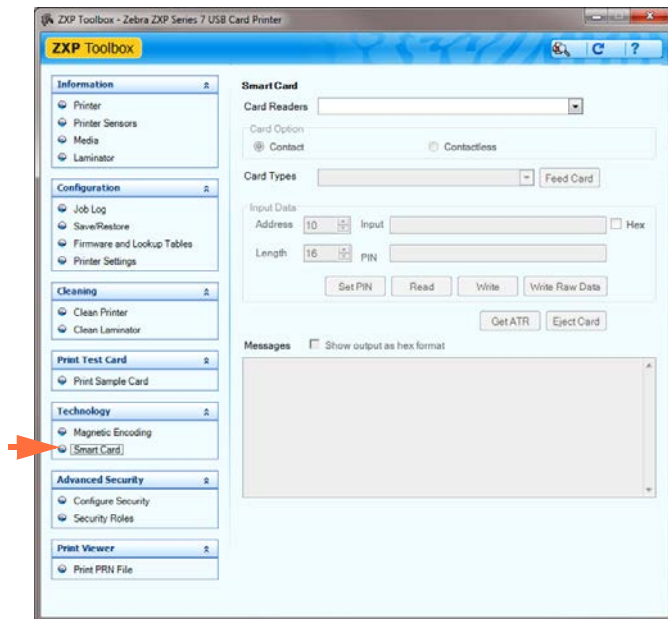 ZXP Toolbox - Zebra ZXP Series 7 USB Card Printer
ZXP Toolbox
?
Information
Printer
Printer Sensors
Media
Laminator
Configuration
Job Log
Save/Restore
Firmware and Lookup Tables
Printer Settings
Cleaning
Clean Printer
Clean Laminator
Print Test Card
Print Sample Card
Technology
Magnetic Encoding
Smart Card
Advanced Security
Configure Security
Security Roles
Print Viewer
Print PRN File
Smart Card
Card Readers
Card Option
Contact Contactless
Card Types Feed Card
Input Data
Address 10 Input Hex
Length 16 PIN
Set PIN Read Write Write Raw Data
Get ATR Eject Card
Messages Show output as hex format